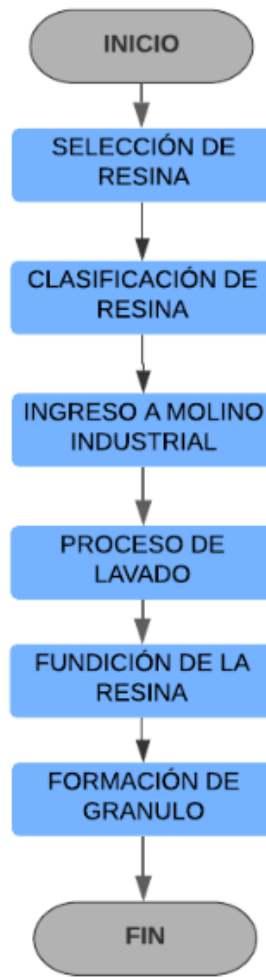 INICIO
SELECCIÓN DE
RESINA
CLASIFICACIÓN DE
RESINA
INGRESO A MOLINO
INDUSTRIAL
PROCESO DE
LAVADO
FUNDICIÓN DE LA
RESINA
FORMACIÓN DE
GRANULO
FIN